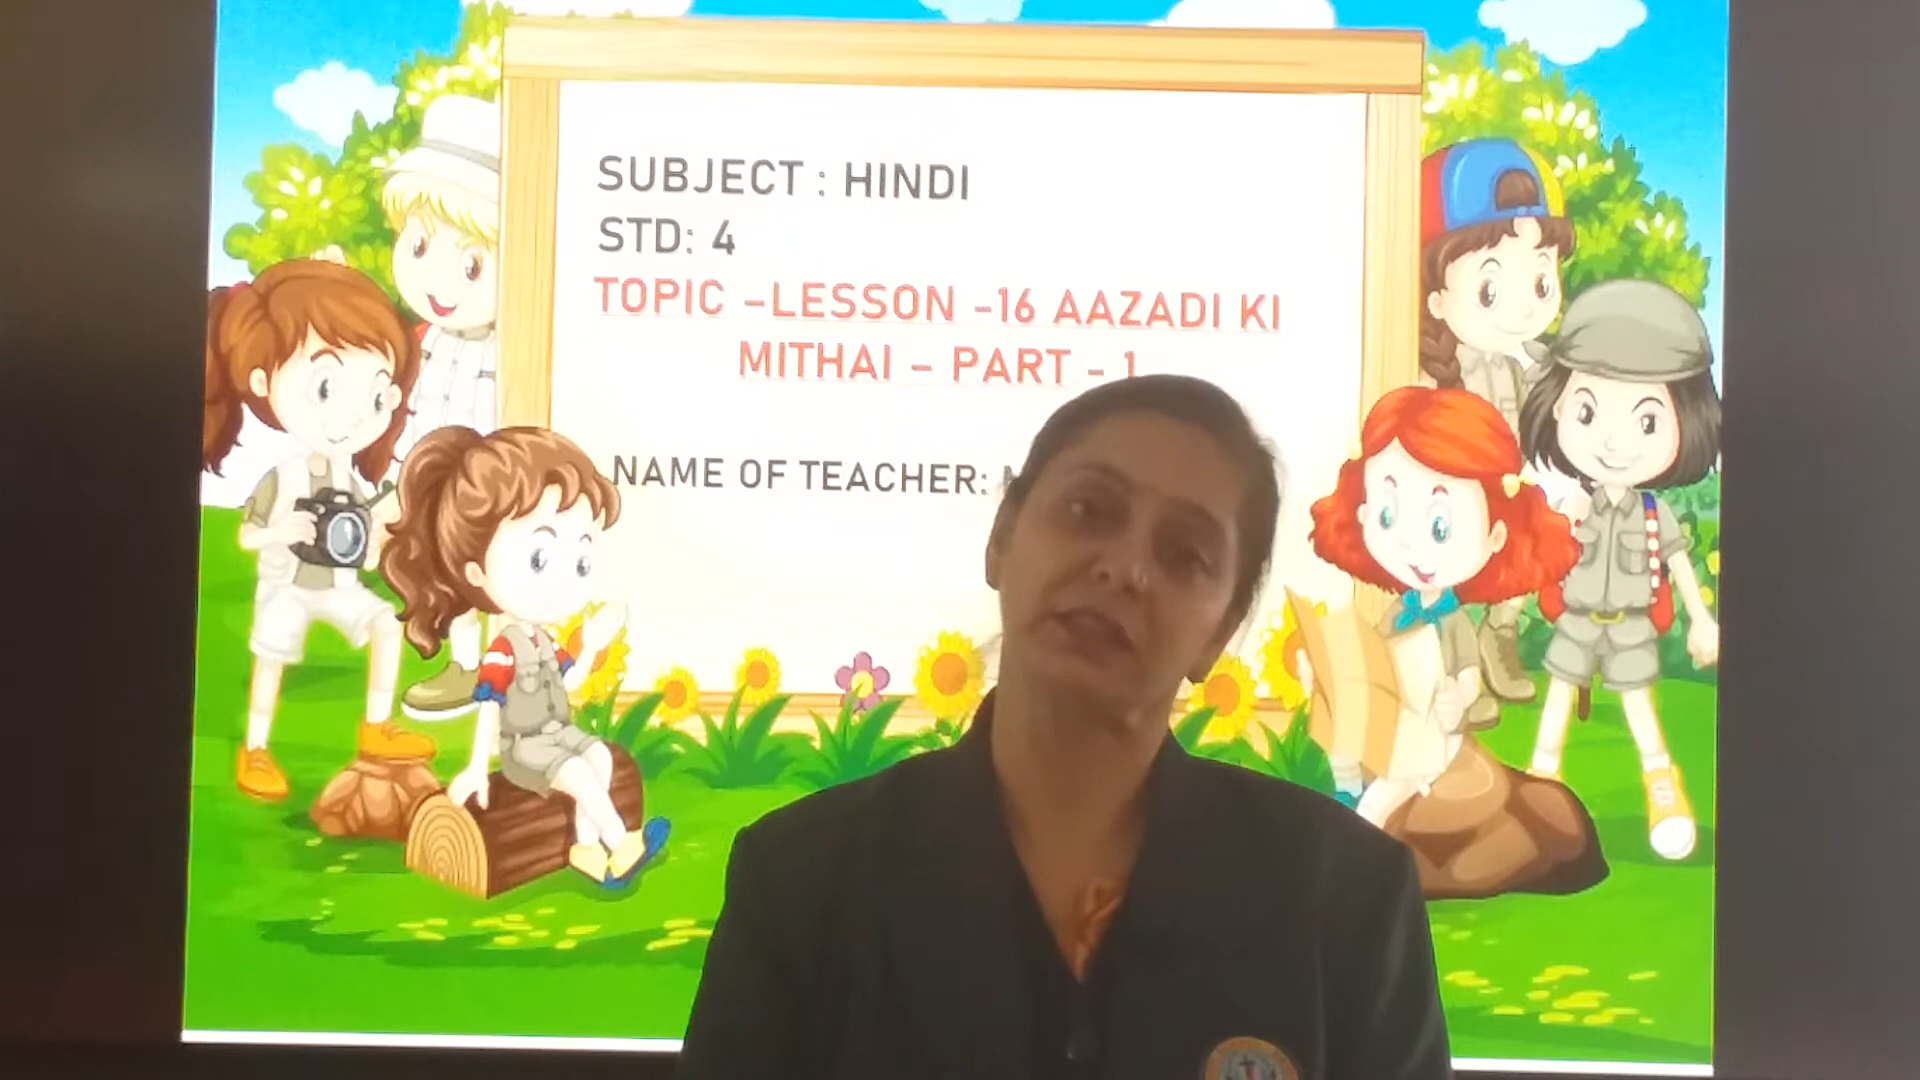 SUBJECT : HINDI
STD: 4
TOPIC –LESSON -16 AAZADI KI
MITHAI – PART - 1
NAME OF TEACHER: